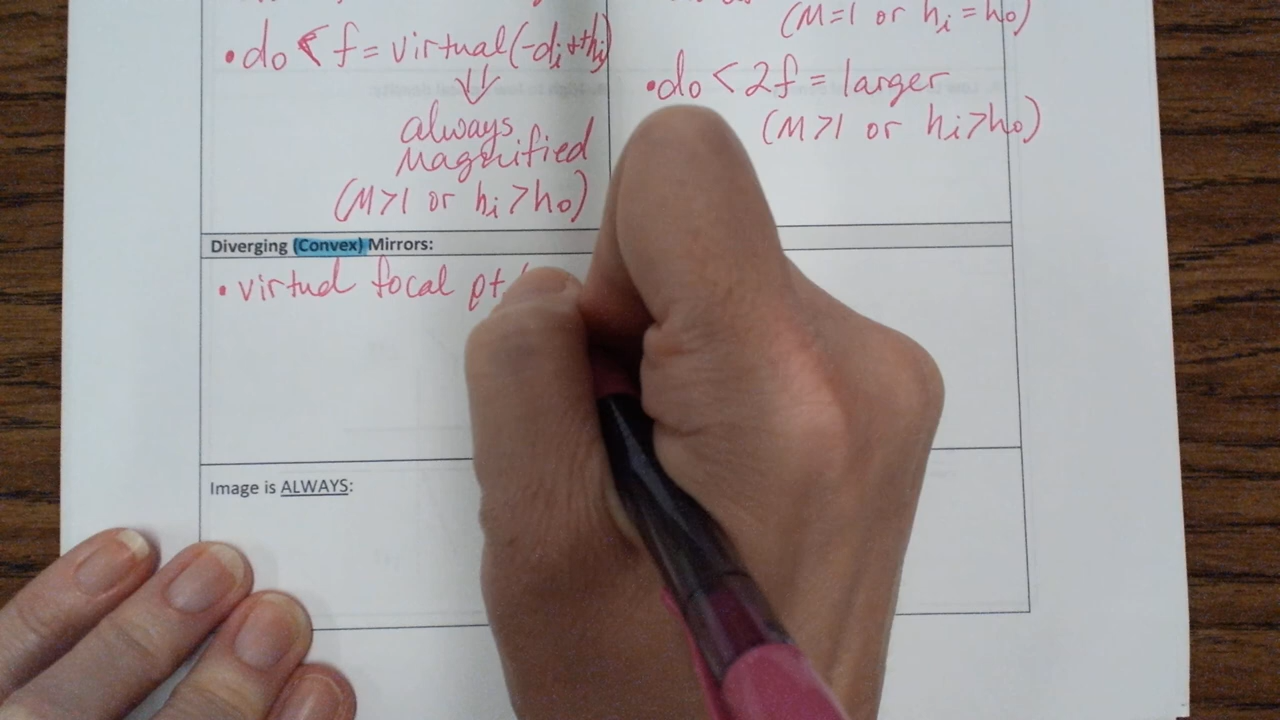 •do < f = virtual (-di + +hi)
always
magnified
(M>1 or hi > ho)
(M=1 or hi = ho)
•do < 2f = larger
(M>1 or hi > ho)
Diverging (Convex) Mirrors:
• virtual focal pt
Image is ALWAYS: